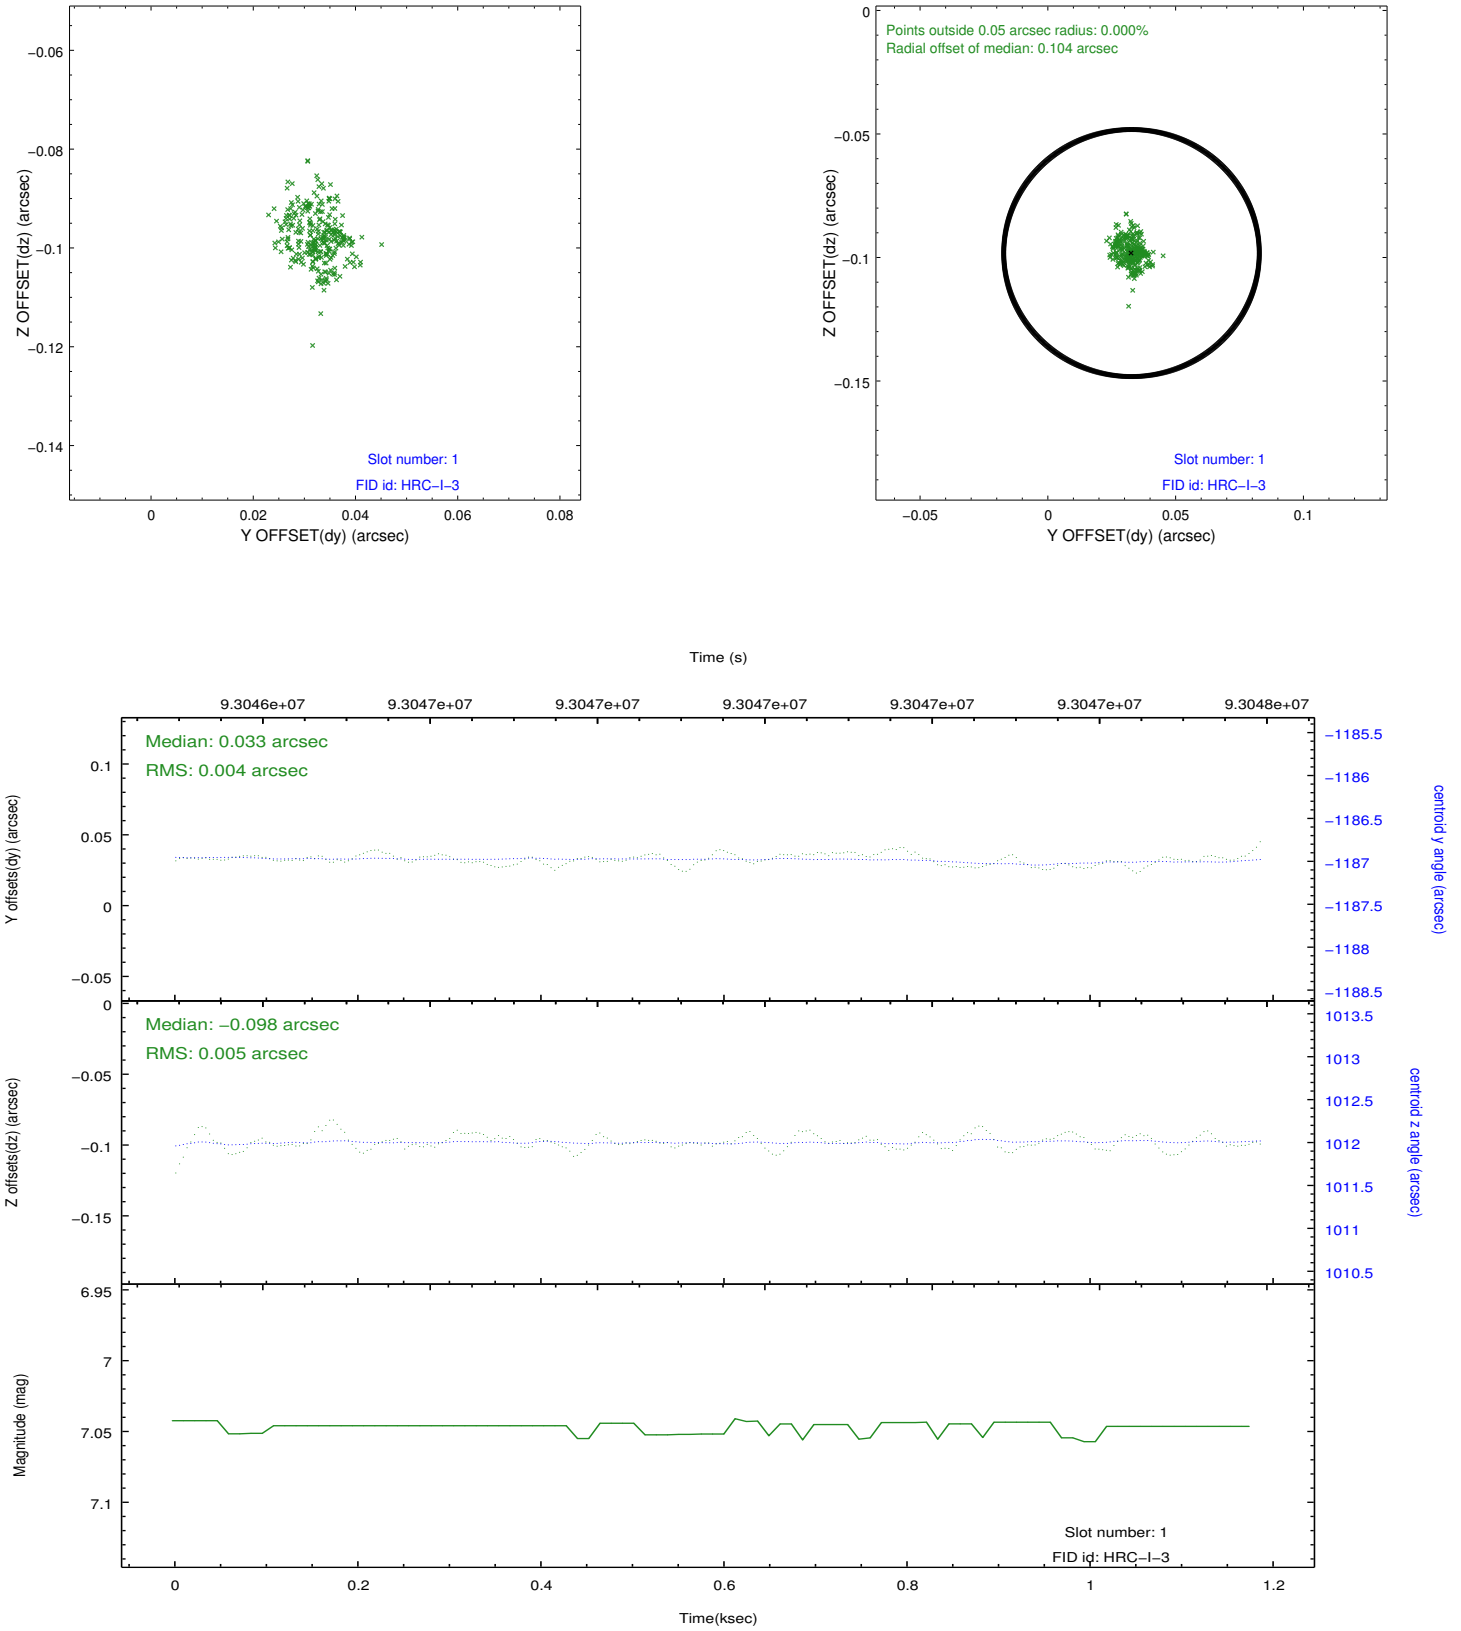 −0.06
−0.08
−0.1
−0.12
−0.14
Z OFFSET(dz) (arcsec)
Slot number: 1
FID id: HRC−I−3
0 0.02 0.04 0.06 0.08
Y OFFSET(dy) (arcsec)
Points outside 0.05 arcsec radius: 0.000%
Radial offset of median: 0.104 arcsec
0
−0.05
−0.1
−0.15
Z OFFSET(dz) (arcsec)
Slot number: 1
FID id: HRC−I−3
−0.05 0 0.05 0.1
Y OFFSET(dy) (arcsec)
Time (s)
9.3046e+07 9.3047e+07 9.3047e+07 9.3047e+07 9.3047e+07 9.3047e+07 9.3048e+07
Median: 0.033 arcsec
RMS: 0.004 arcsec
0.1
0.05
0
−0.05
Y offsets(dy) (arcsec)
−1185.5
−1186
−1186.5
−1187
−1187.5
−1188
−1188.5
centroid y angle (arcsec)
Median: −0.098 arcsec
RMS: 0.005 arcsec
0
−0.05
−0.1
−0.15
Z offsets(dz) (arcsec)
1013.5
1013
1012.5
1012
1011.5
1011
1010.5
centroid z angle (arcsec)
6.95
7
7.05
7.1
Magnitude (mag)
Slot number: 1
FID id: HRC−I−3
0 0.2 0.4 0.6 0.8 1 1.2
Time(ksec)